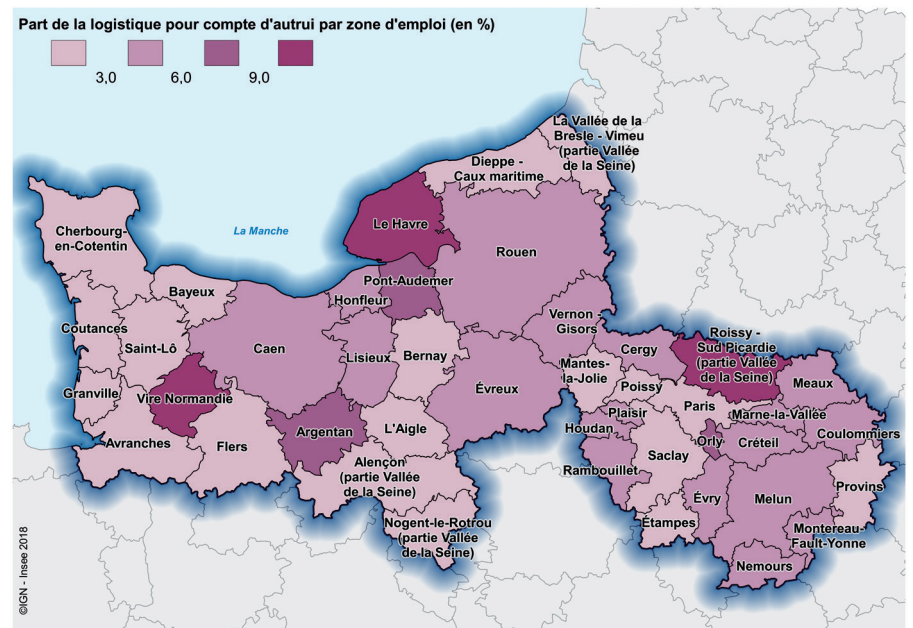 Part de la logistique pour compte d'autrui par zone d'emploi (en %)
3,0
6,0
9,0
La Vallée de la
Bresle - Vimeu
(partie Vallée
de la Seine)
Dieppe -
Caux maritime
Cherbourg-
en-Cotentin
La Manche
Le Havre
Rouen
Pont-Audemer
Honfleur
Bayeux
Coutances
Saint-Lô
Caen
Lisieux
Bernay
Vernon -
Gisors
Évreux
Granville
Vire Normandie
Avranches
Flers
Argentan
L'Aigle
Alençon
(partie Vallée
de la Seine)
Nogent-le-Rotrou
(partie Vallée
de la Seine)
Roissy -
Sud Picardie
(partie Vallée
de la Seine)
Cergy
Mantes-
la-Jolie
Poissy
Meaux
Paris
Marne-la-Vallée
Plaisir
Houdan
Orly
Créteil
Coulommiers
Saclay
Rambouillet
Évry
Melun
Provins
Étampes
Montereau-
Fault-Yonne
Nemours
©IGN - Insee 2018